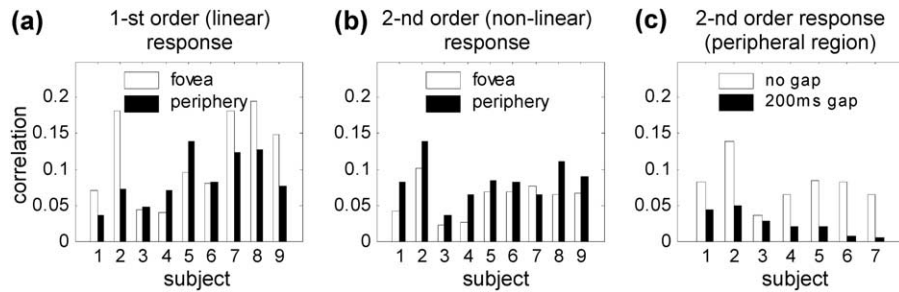 (a) 1-st order (linear)
response
fovea
periphery
0.2
0.15
0.1
0.05
0
correlation
1 2 3 4 5 6 7 8 9
subject
(b) 2-nd order (non-linear)
response
fovea
periphery
0.2
0.15
0.1
0.05
0
1 2 3 4 5 6 7 8 9
subject
(c) 2-nd order response
(peripheral region)
no gap
200ms gap
0.2
0.15
0.1
0.05
0
1 2 3 4 5 6 7
subject